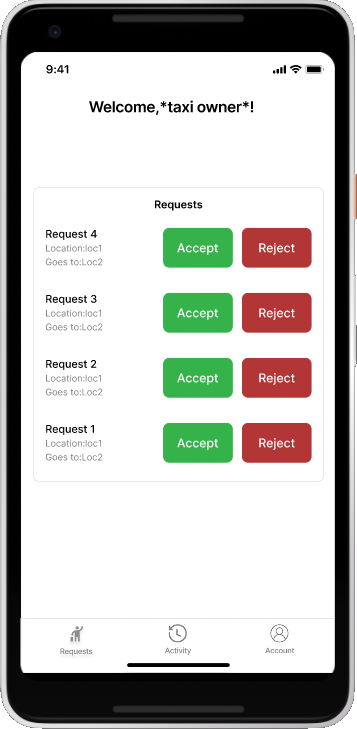 9:41
Welcome,*taxi owner*!
Requests
Request 4
Location:loc1
Goes to:Loc2
Accept
Reject
Request 3
Location:loc1
Goes to:Loc2
Accept
Reject
Request 2
Location:loc1
Goes to:Loc2
Accept
Reject
Request 1
Location:loc1
Goes to:Loc2
Accept
Reject
Requests
Activity
Account